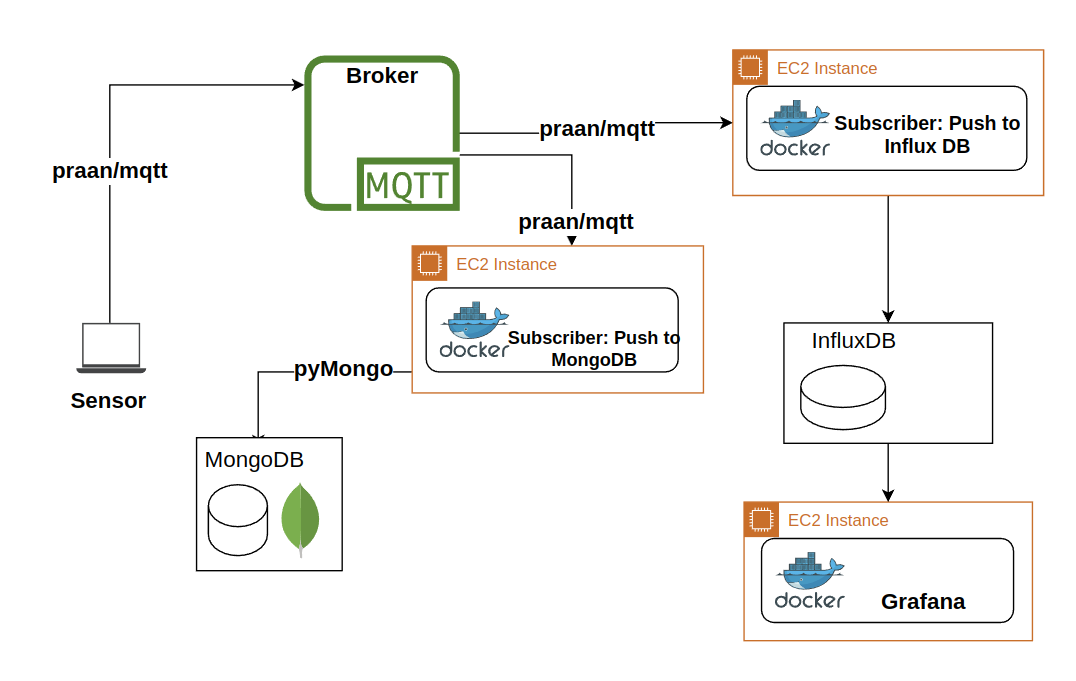 Broker
MQTT
praan/mqtt
Sensor
praan/mqtt
EC2 Instance
docker
Subscriber: Push to
Influx DB
praan/mqtt
EC2 Instance
docker
Subscriber: Push to
MongoDB
pyMongo
MongoDB
InfluxDB
EC2 Instance
docker
Grafana